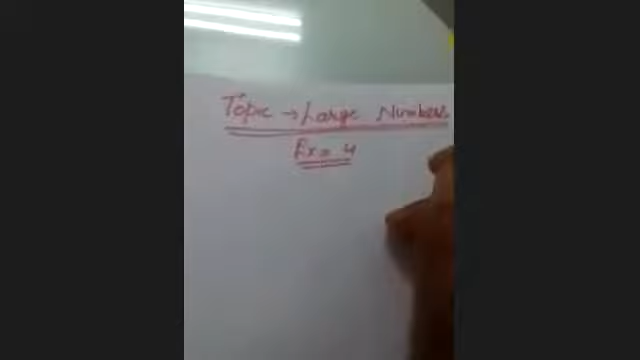 Topic → Large Numbers
Ex = 4